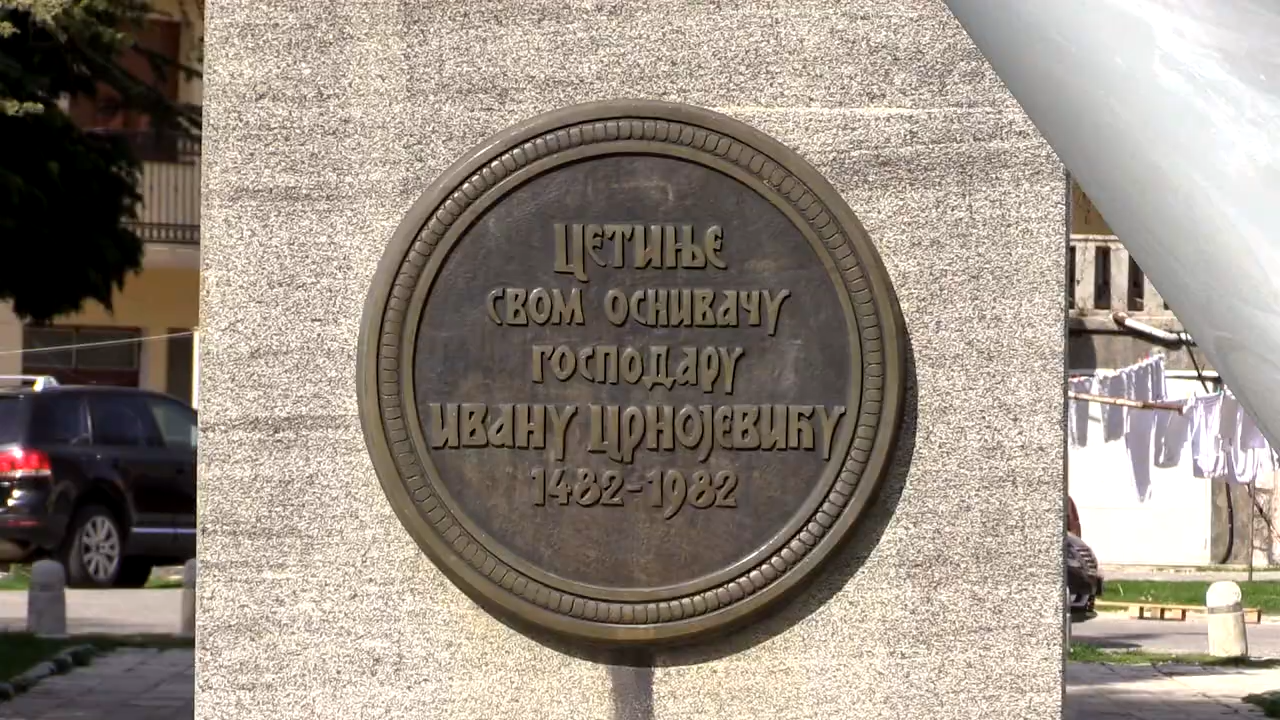 Цетиње
свом оснивачу
господару
Ивану Црнојевићу
1482-1982